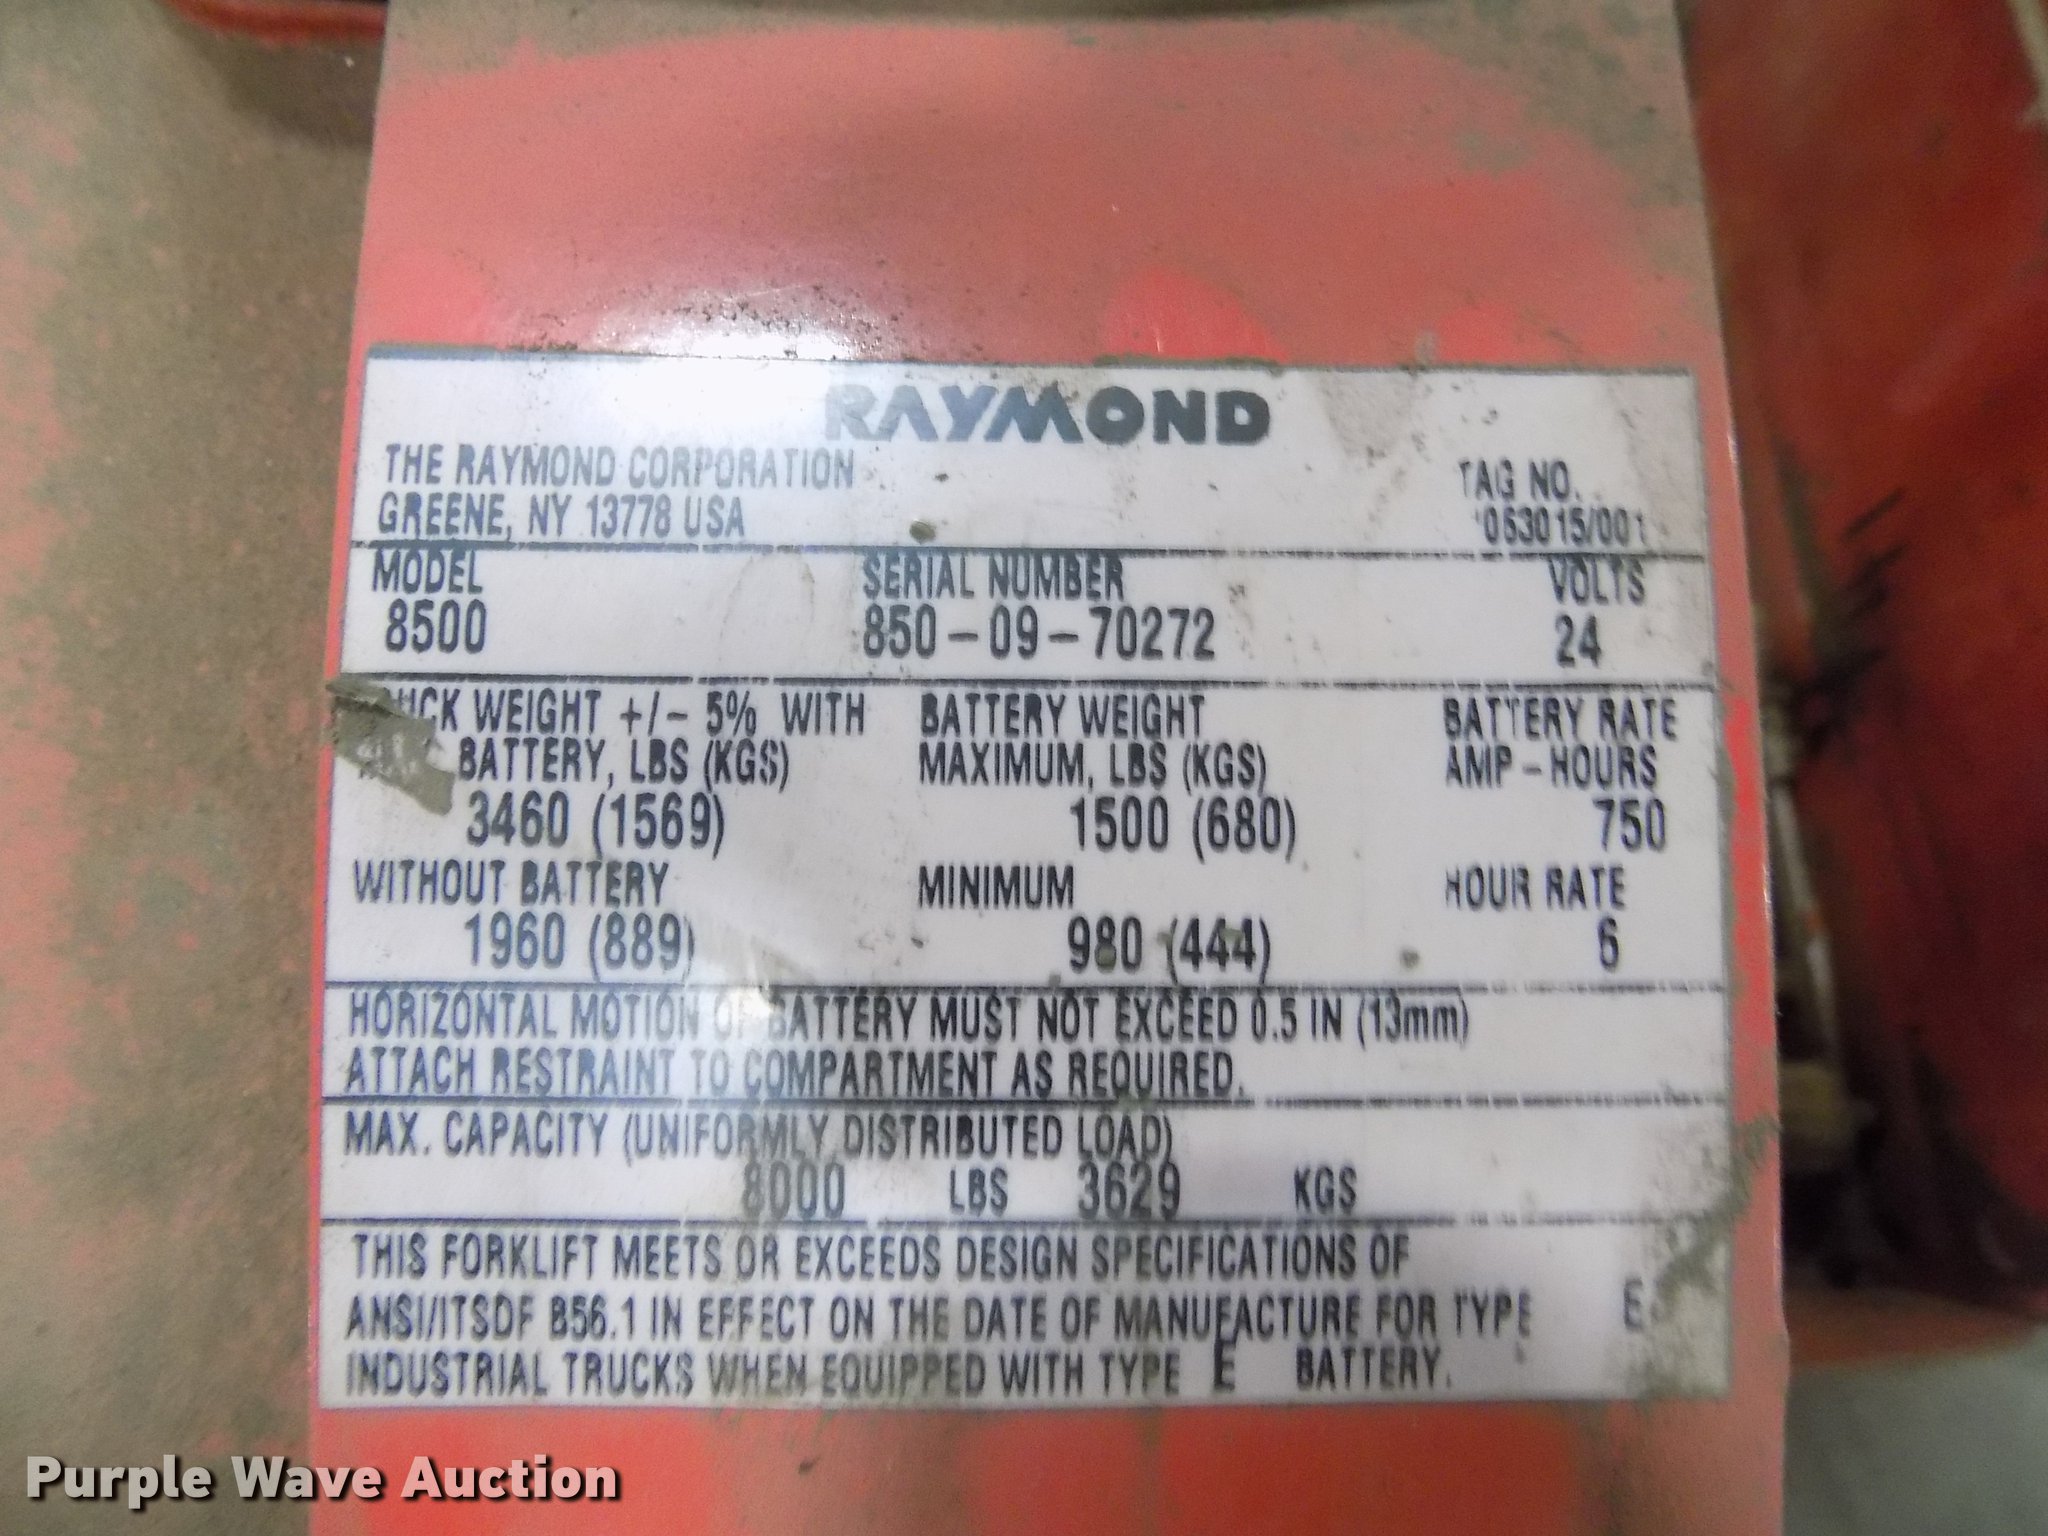 RAYMOND
THE RAYMOND CORPORATION
GREENE, NY 13778 USA
TAG NO.
MODEL
8500
SERIAL NUMBER
850-09-70272
VOLTS
24
WEIGHT +/- 5% WITH
BATTERY, LBS (KGS)
3460 (1569)
WITHOUT BATTERY
1960 (889)
BATTERY WEIGHT
MAXIMUM, LBS (KGS)
1500 (680)
MINIMUM
980 (444)
BATTERY RATE
AMP-HOURS
750
HOUR RATE
6
HORIZONTAL MOTION OF BATTERY MUST NOT EXCEED 0.5 IN (13mm)
ATTACH RESTRAINT TO COMPARTMENT AS REQUIRED.
MAX. CAPACITY (UNIFORMLY DISTRIBUTED LOAD)
8000 LBS 3629 KGS
THIS FORKLIFT MEETS OR EXCEEDS DESIGN SPECIFICATIONS OF
ANSI/ITSDF B56.1 IN EFFECT ON THE DATE OF MANUFACTURE FOR TYPE E
INDUSTRIAL TRUCKS WHEN EQUIPPED WITH TYPE E BATTERY.
Purple Wave Auction